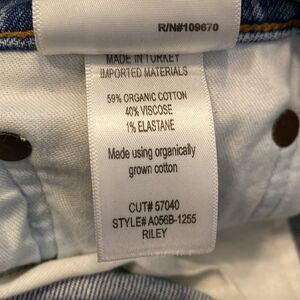 R/N#109670
MADE IN TURKEY
IMPORTED MATERIALS
59% ORGANIC COTTON
40% VISCOSE
1% ELASTANE
Made using organically
grown cotton
CUT# 57040
STYLE# A056B-1255
RILEY